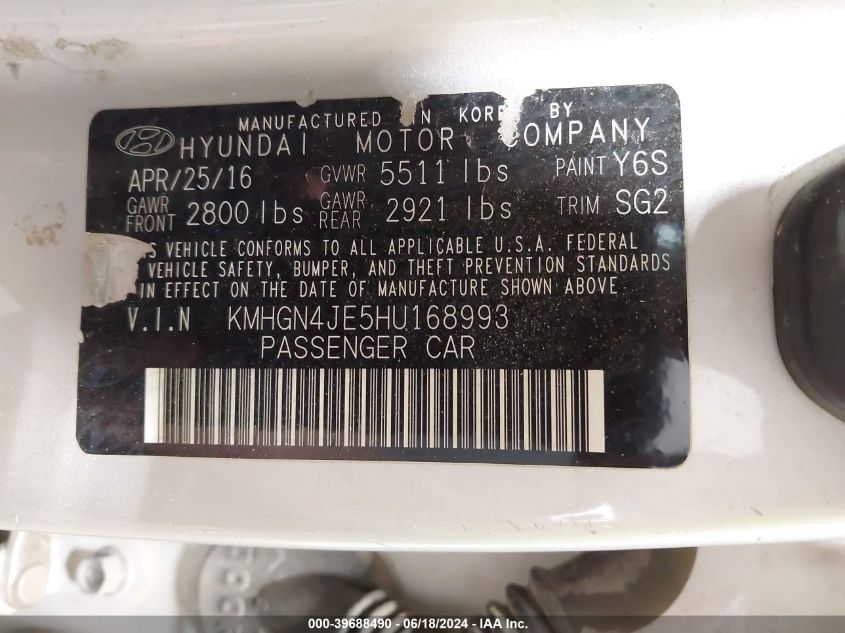 MANUFACTURED IN KOREA BY
HYUNDAI MOTOR COMPANY
APR/25/16 GVWR 5511 lbs PAINT Y6S
GAWR FRONT 2800 lbs GAWR REAR 2921 lbs TRIM SG2
S VEHICLE CONFORMS TO ALL APPLICABLE U.S.A. FEDERAL
VEHICLE SAFETY, BUMPER, AND THEFT PREVENTION STANDARDS
IN EFFECT ON THE DATE OF MANUFACTURE SHOWN ABOVE
V.I.N KMHGN4JE5HU168993
PASSENGER CAR
000-39688490 - 06/18/2024 - IAA Inc.